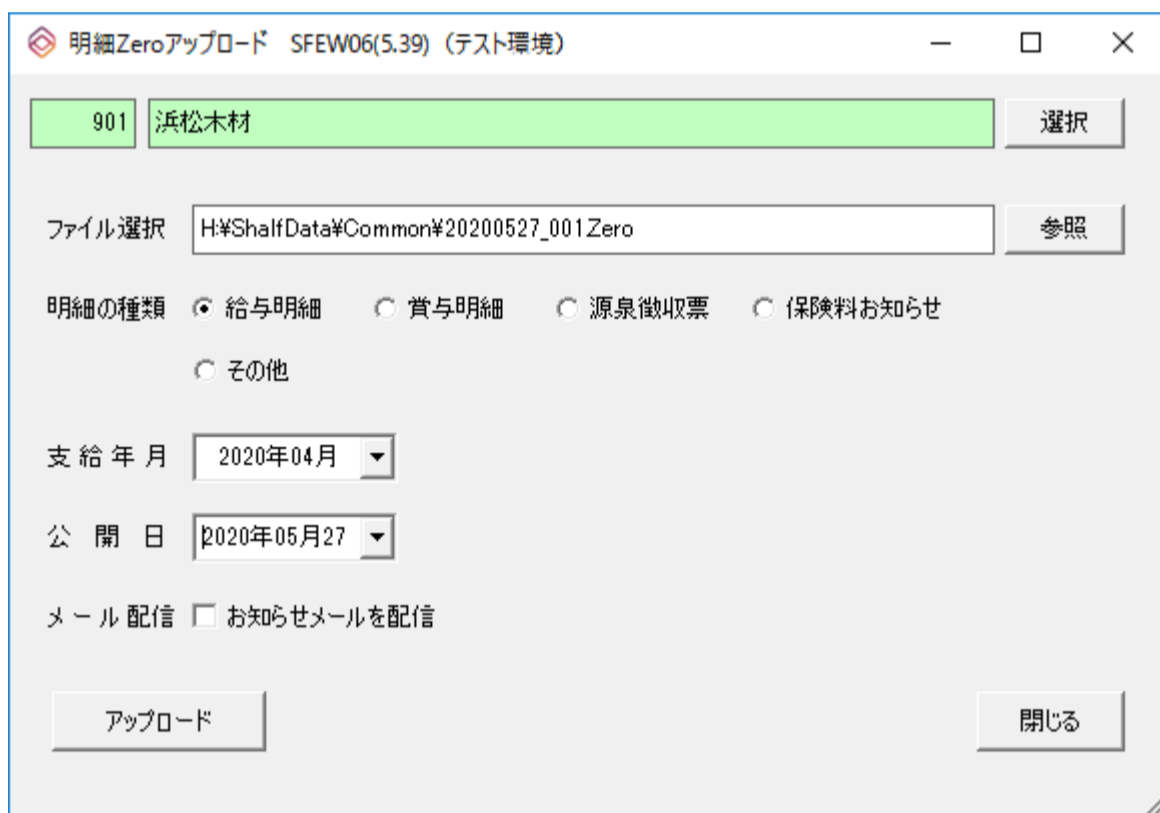 明細Zeroアップロード SFEW06(5.39) (テスト環境)
901 浜松木材 選択
ファイル選択 H:¥ShalfData¥Common¥20200527_001Zero 参照
明細の種類 給与明細 賞与明細 源泉徴収票 保険料お知らせ
その他
支給年月 2020年04月
公開日 2020年05月27
メール配信 お知らせメールを配信
アップロード 閉じる